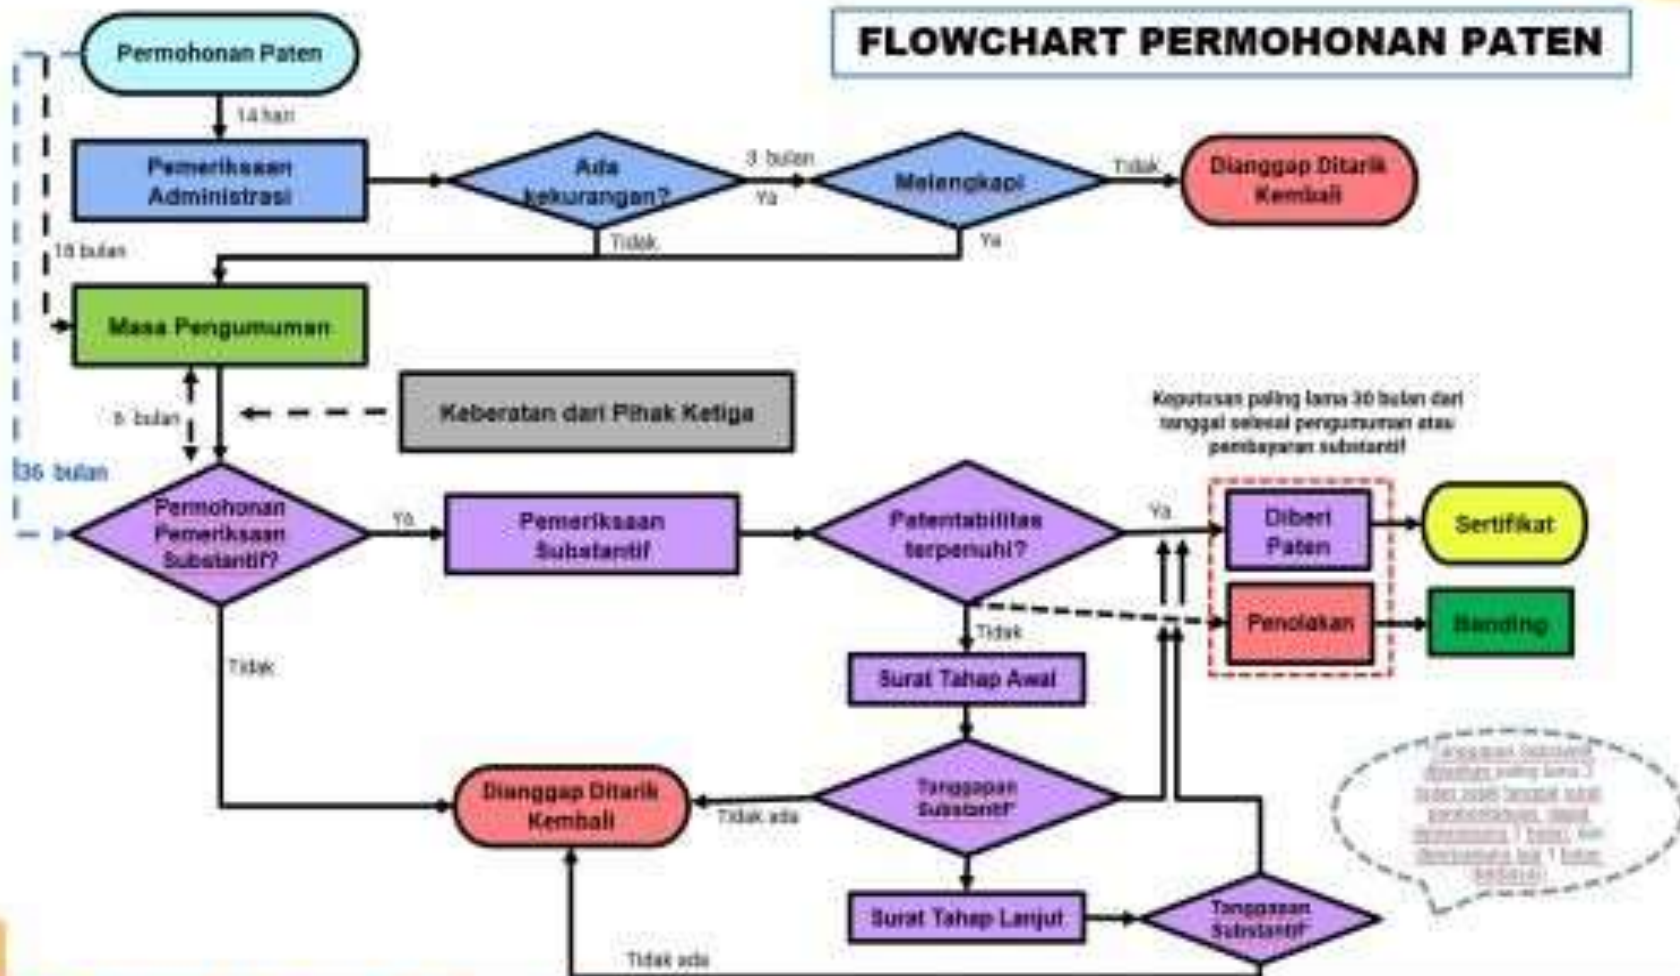 FLOWCHART PERMOHONAN PATEN
Permohonan Paten
14 hari
Pemeriksaan
Administrasi
Ada
kekurangan?
3 bulan
Ya
Melengkapi
Tidak
Dianggap Ditarik
Kembali
Tidak
Ya
18 bulan
Masa Pengumuman
6 bulan
Keberatan dari Pihak Ketiga
36 bulan
Permohonan
Pemeriksaan
Substantif?
Ya
Pemeriksaan
Substantif
Patentabilitas
terpenuhi?
Ya
Keputusan paling lama 30 bulan dari
tanggal selesai pengumuman atau
pembayaran substantif
Diberi
Paten
Sertifikat
Penolakan
Banding
Tidak
Tidak
Surat Tahap Awal
Tanggapan
Substantif*
Tidak ada
Dianggap Ditarik
Kembali
Surat Tahap Lanjut
Tanggapan
Substantif*
Tidak ada